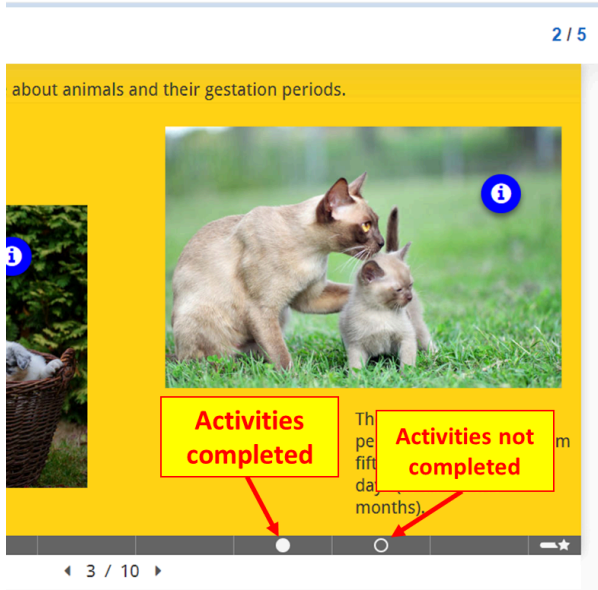 2 / 5
about animals and their gestation periods.
i
i
Activities
completed
Th
pe
m
fift
day
months).
Activities not
completed
3 / 10